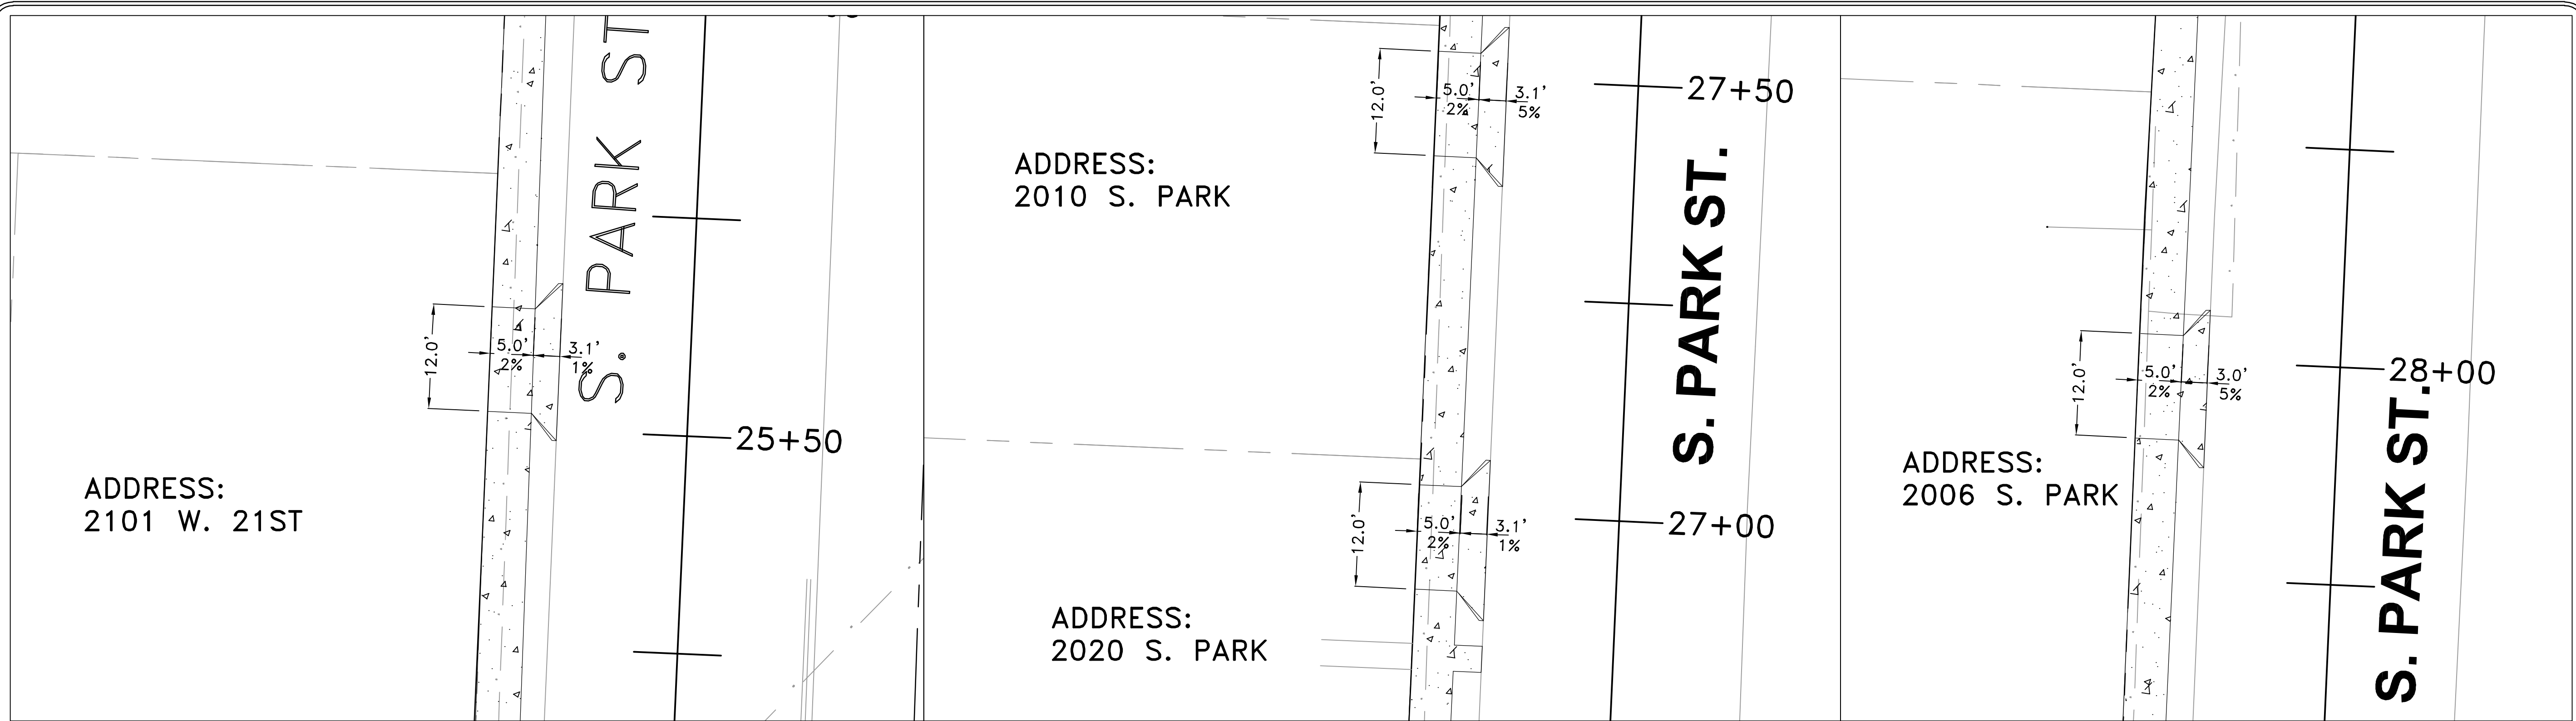 S. PARK ST
12.0'
5.0'
2%
3.1'
1%
25+50
ADDRESS:
2101 W. 21ST
12.0'
5.0'
2%
3.1'
5%
27+50
ADDRESS:
2010 S. PARK
S. PARK ST.
12.0'
5.0'
2%
3.1'
1%
27+00
ADDRESS:
2020 S. PARK
12.0'
5.0'
2%
3.0'
5%
28+00
ADDRESS:
2006 S. PARK
S. PARK ST.